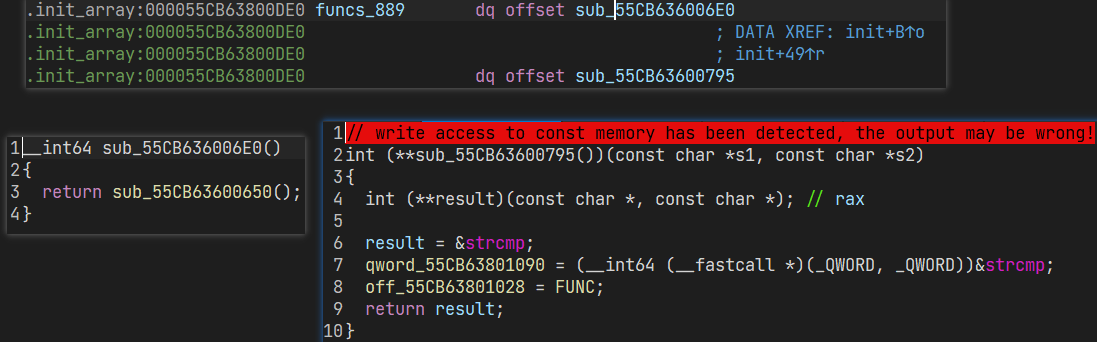 .init_array:000055CB63800DE0 funcs_889       dq offset sub_55CB636006E0
.init_array:000055CB63800DE0                                         ; DATA XREF: init+B↑o
.init_array:000055CB63800DE0                                         ; init+49↑r
.init_array:000055CB63800DE0                 dq offset sub_55CB63600795
1 __int64 sub_55CB636006E0()
2 {
3   return sub_55CB63600650();
4 }
1 // write access to const memory has been detected, the output may be wrong!
2 int (**sub_55CB63600795())(const char *s1, const char *s2)
3 {
4   int (**result)(const char *, const char *); // rax
5
6   result = &strcmp;
7   qword_55CB63801090 = (__int64 (__fastcall *)(_QWORD, _QWORD))&strcmp;
8   off_55CB63801028 = FUNC;
9   return result;
10 }